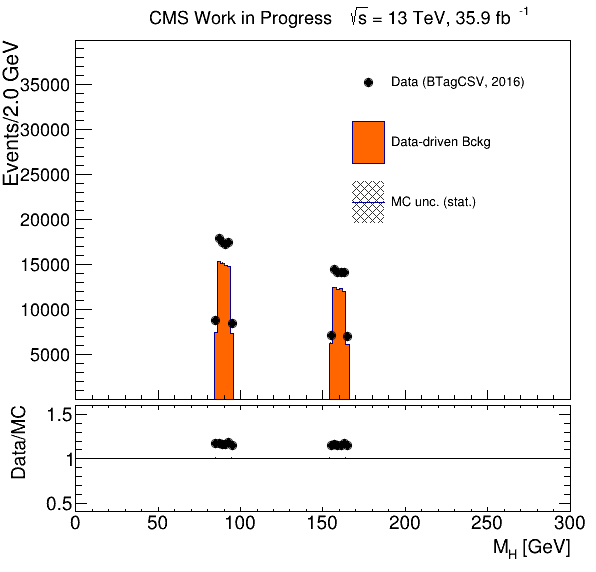 CMS Work in Progress √s = 13 TeV, 35.9 fb⁻¹
Events/2.0 GeV
35000
30000
25000
20000
15000
10000
5000
Data (BTagCSV, 2016)
Data-driven Bckg
MC unc. (stat.)
Data/MC
1.5
1
0.5
0 50 100 150 200 250 300
M_H [GeV]